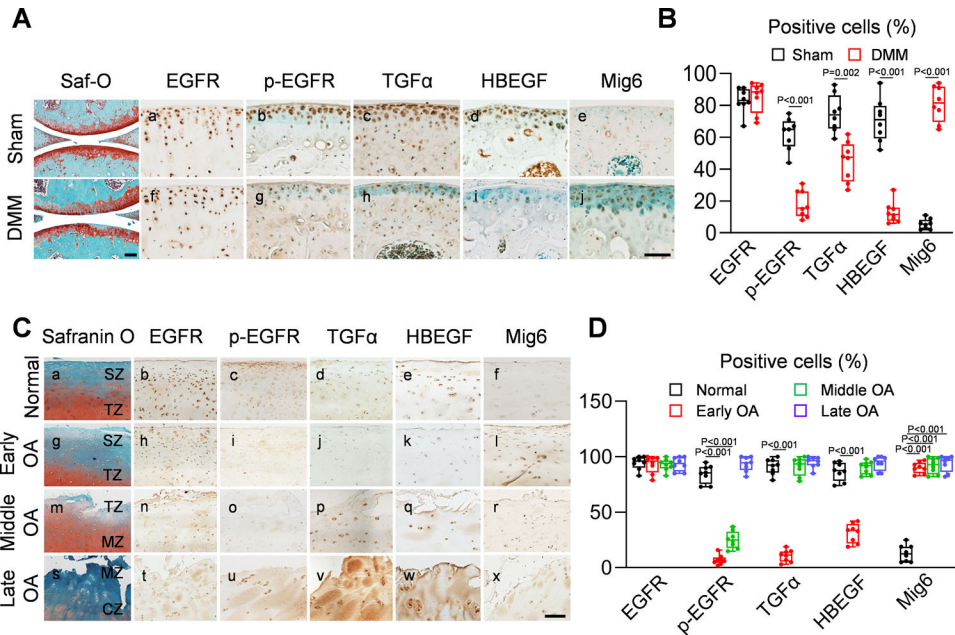 A
Saf-O EGFR p-EGFR TGFα HBEGF Mig6
Sham
a b c d e
DMM
f g h i j
B
Positive cells (%)
Sham DMM
P<0.001 P=0.002 P<0.001 P<0.001
100
80
60
40
20
0
EGFR p-EGFR TGFα HBEGF Mig6
C
Safranin O EGFR p-EGFR TGFα HBEGF Mig6
Normal
a SZ TZ b c d e f
Early OA
g SZ TZ h i j k l
Middle OA
m TZ MZ n o p q r
Late OA
s MZ CZ t u v w x
D
Positive cells (%)
Normal Middle OA
Early OA Late OA
150
100
50
0
P<0.001
P<0.001
P<0.001
P<0.001
P<0.001
P<0.001
P<0.001
EGFR p-EGFR TGFα HBEGF Mig6